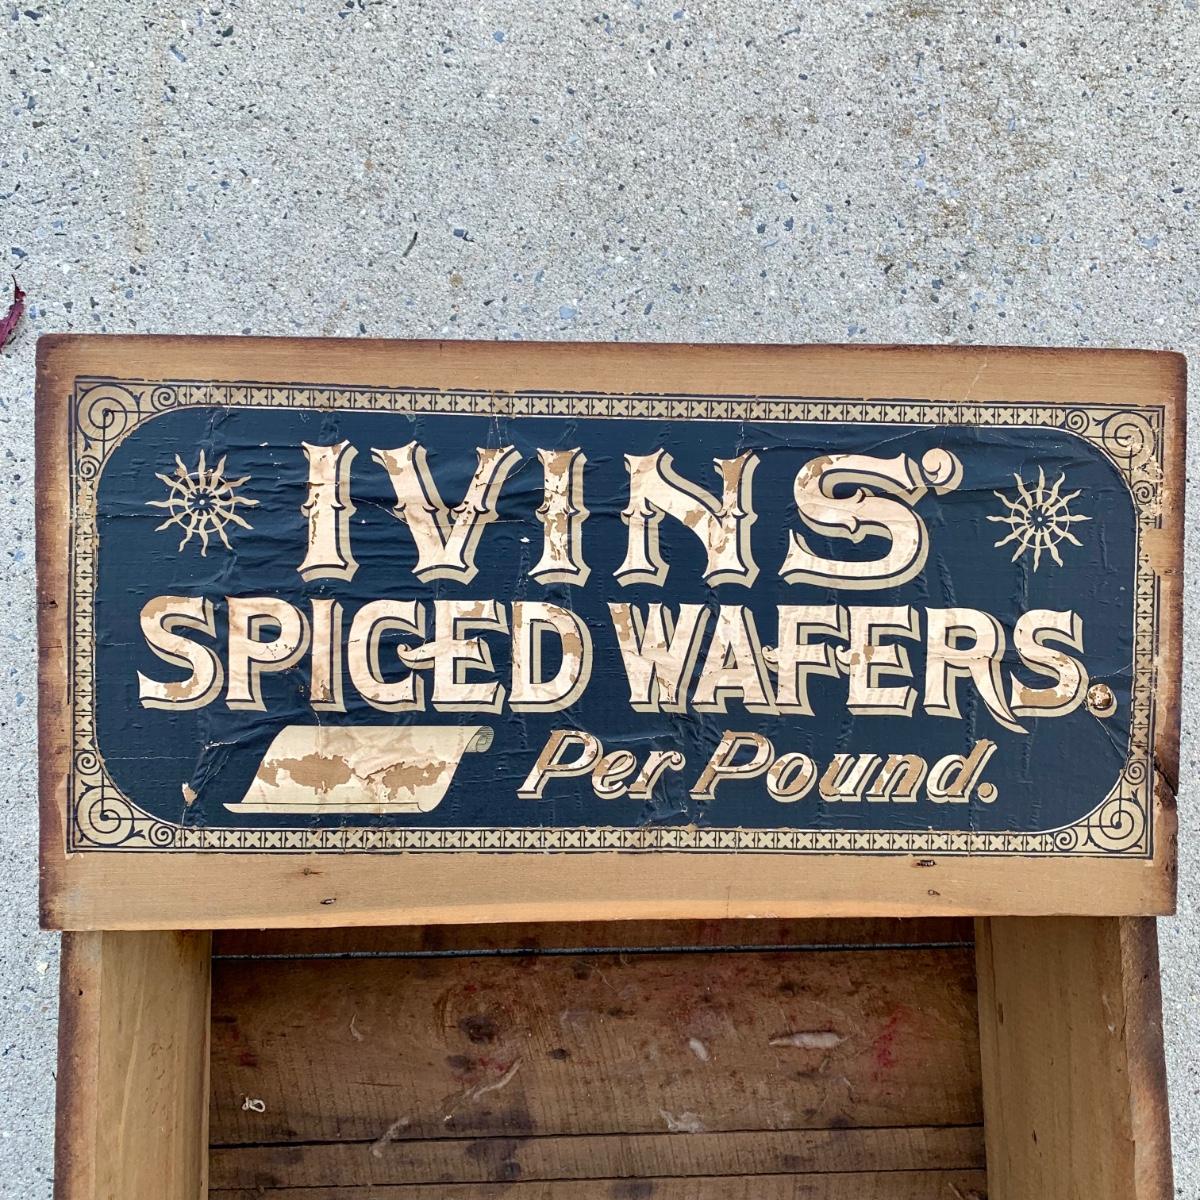 IVINS'
SPICED WAFERS.
Per Pound.